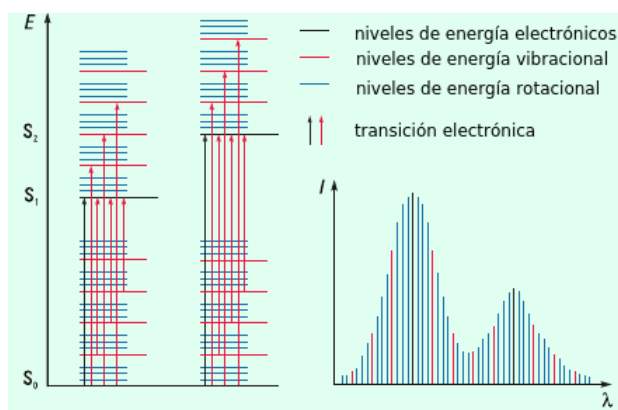 E
niveles de energía electrónicos
niveles de energía vibracional
niveles de energía rotacional
transición electrónica
S₂
S₁
I
S₀
λ